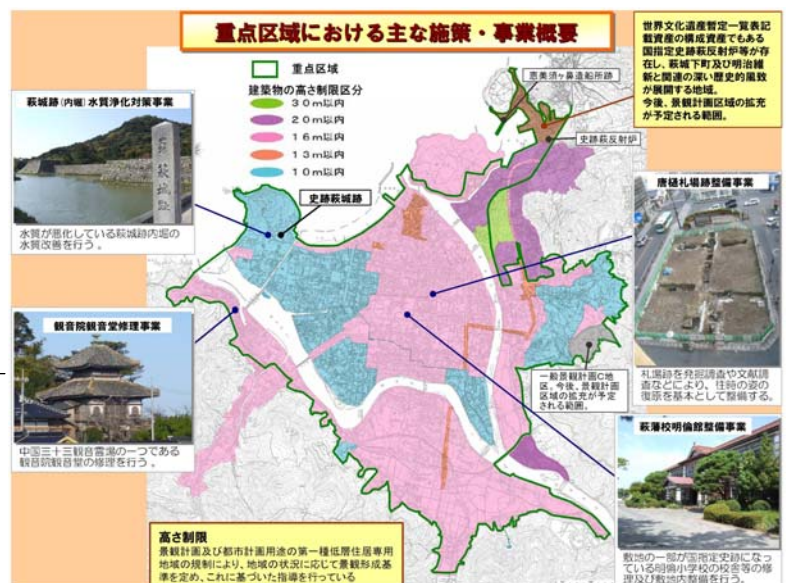 重点区域における主な施策・事業概要
世界文化遺産暫定一覧表記
載資産の構成資産でもある
国指定史跡萩反射炉等が存
在し、萩城下町及び明治維
新と関連の深い歴史的風致
が展開する地域。
今後、景観計画区域の拡充
が予定される範囲。
重点区域
建築物の高さ制限区分
30m以内
20m以内
16m以内
13m以内
10m以内
恵美須ヶ鼻造船所跡
史跡萩反射炉
史跡萩城跡
萩城跡(内堀)水質浄化対策事業
史蹟 萩城址
水質が悪化している萩城跡内堀の
水質改善を行う。
唐樋札場跡整備事業
札場跡を発掘調査や文献調
査などにより、往時の姿の
復原を基本として整備する。
観音院観音堂修理事業
中国三十三観音霊場の一つである
観音院観音堂の修理を行う。
一般景観計画C地
区。今後、景観計画
区域の拡充が予定
される範囲。
萩藩校明倫館整備事業
敷地の一部が国指定史跡になっ
ている明倫小学校の校舎等の修
理及び敷地内整備を行う。
高さ制限
景観計画及び都市計画用途の第一種低層住居専用
地域の規制により、地域の状況に応じて景観形成基
準を定め、これに基づいた指導を行っている